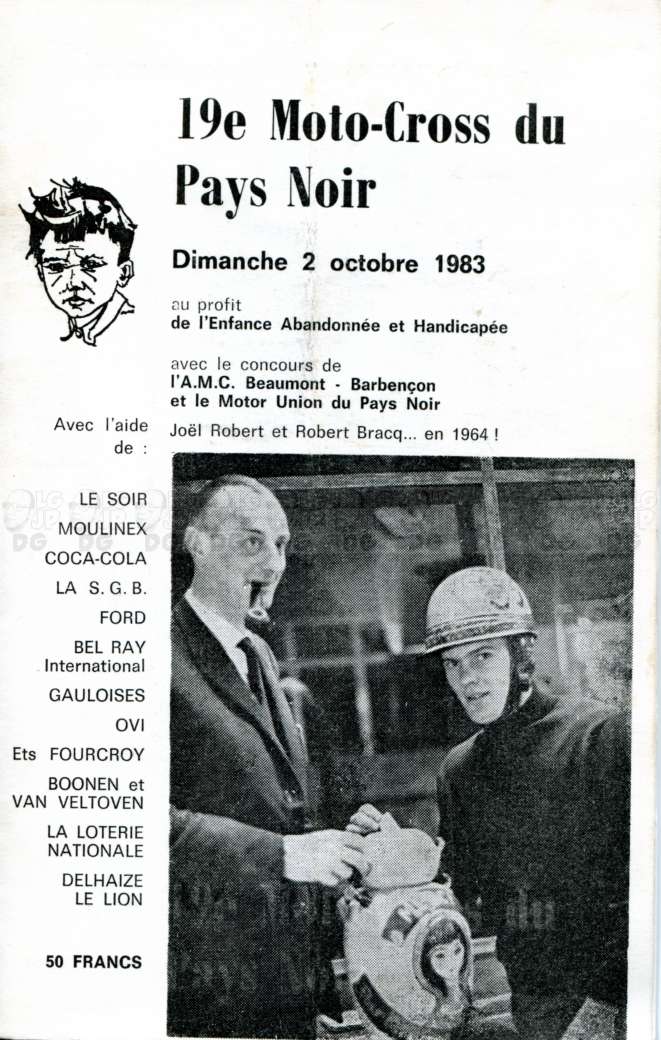 19e Moto-Cross du
Pays Noir
Dimanche 2 octobre 1983
au profit
de l'Enfance Abandonnée et Handicapée
avec le concours de
l'A.M.C. Beaumont - Barbençon
et le Motor Union du Pays Noir
Joël Robert et Robert Bracq... en 1964 !
Avec l'aide
de :
LE SOIR
MOULINEX
COCA-COLA
LA S.G.B.
FORD
BEL RAY
International
GAULOISES
OVI
Ets FOURCROY
BOONEN et
VAN VELTOVEN
LA LOTERIE
NATIONALE
DELHAIZE
LE LION
50 FRANCS